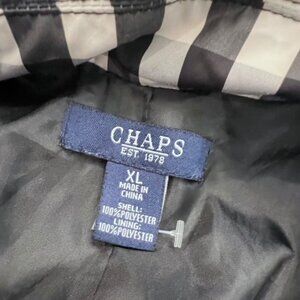 CHAPS
EST. 1978
XL
MADE IN
CHINA
SHELL:
100%POLYESTER
LINING:
100%POLYESTER